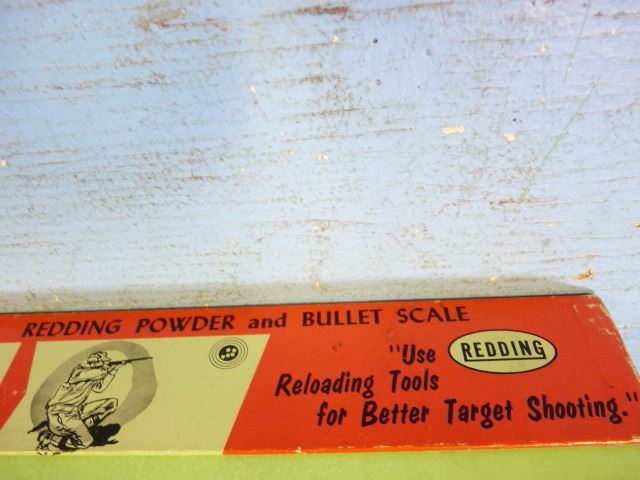 REDDING POWDER and BULLET SCALE
"Use REDDING
Reloading Tools
for Better Target Shooting."